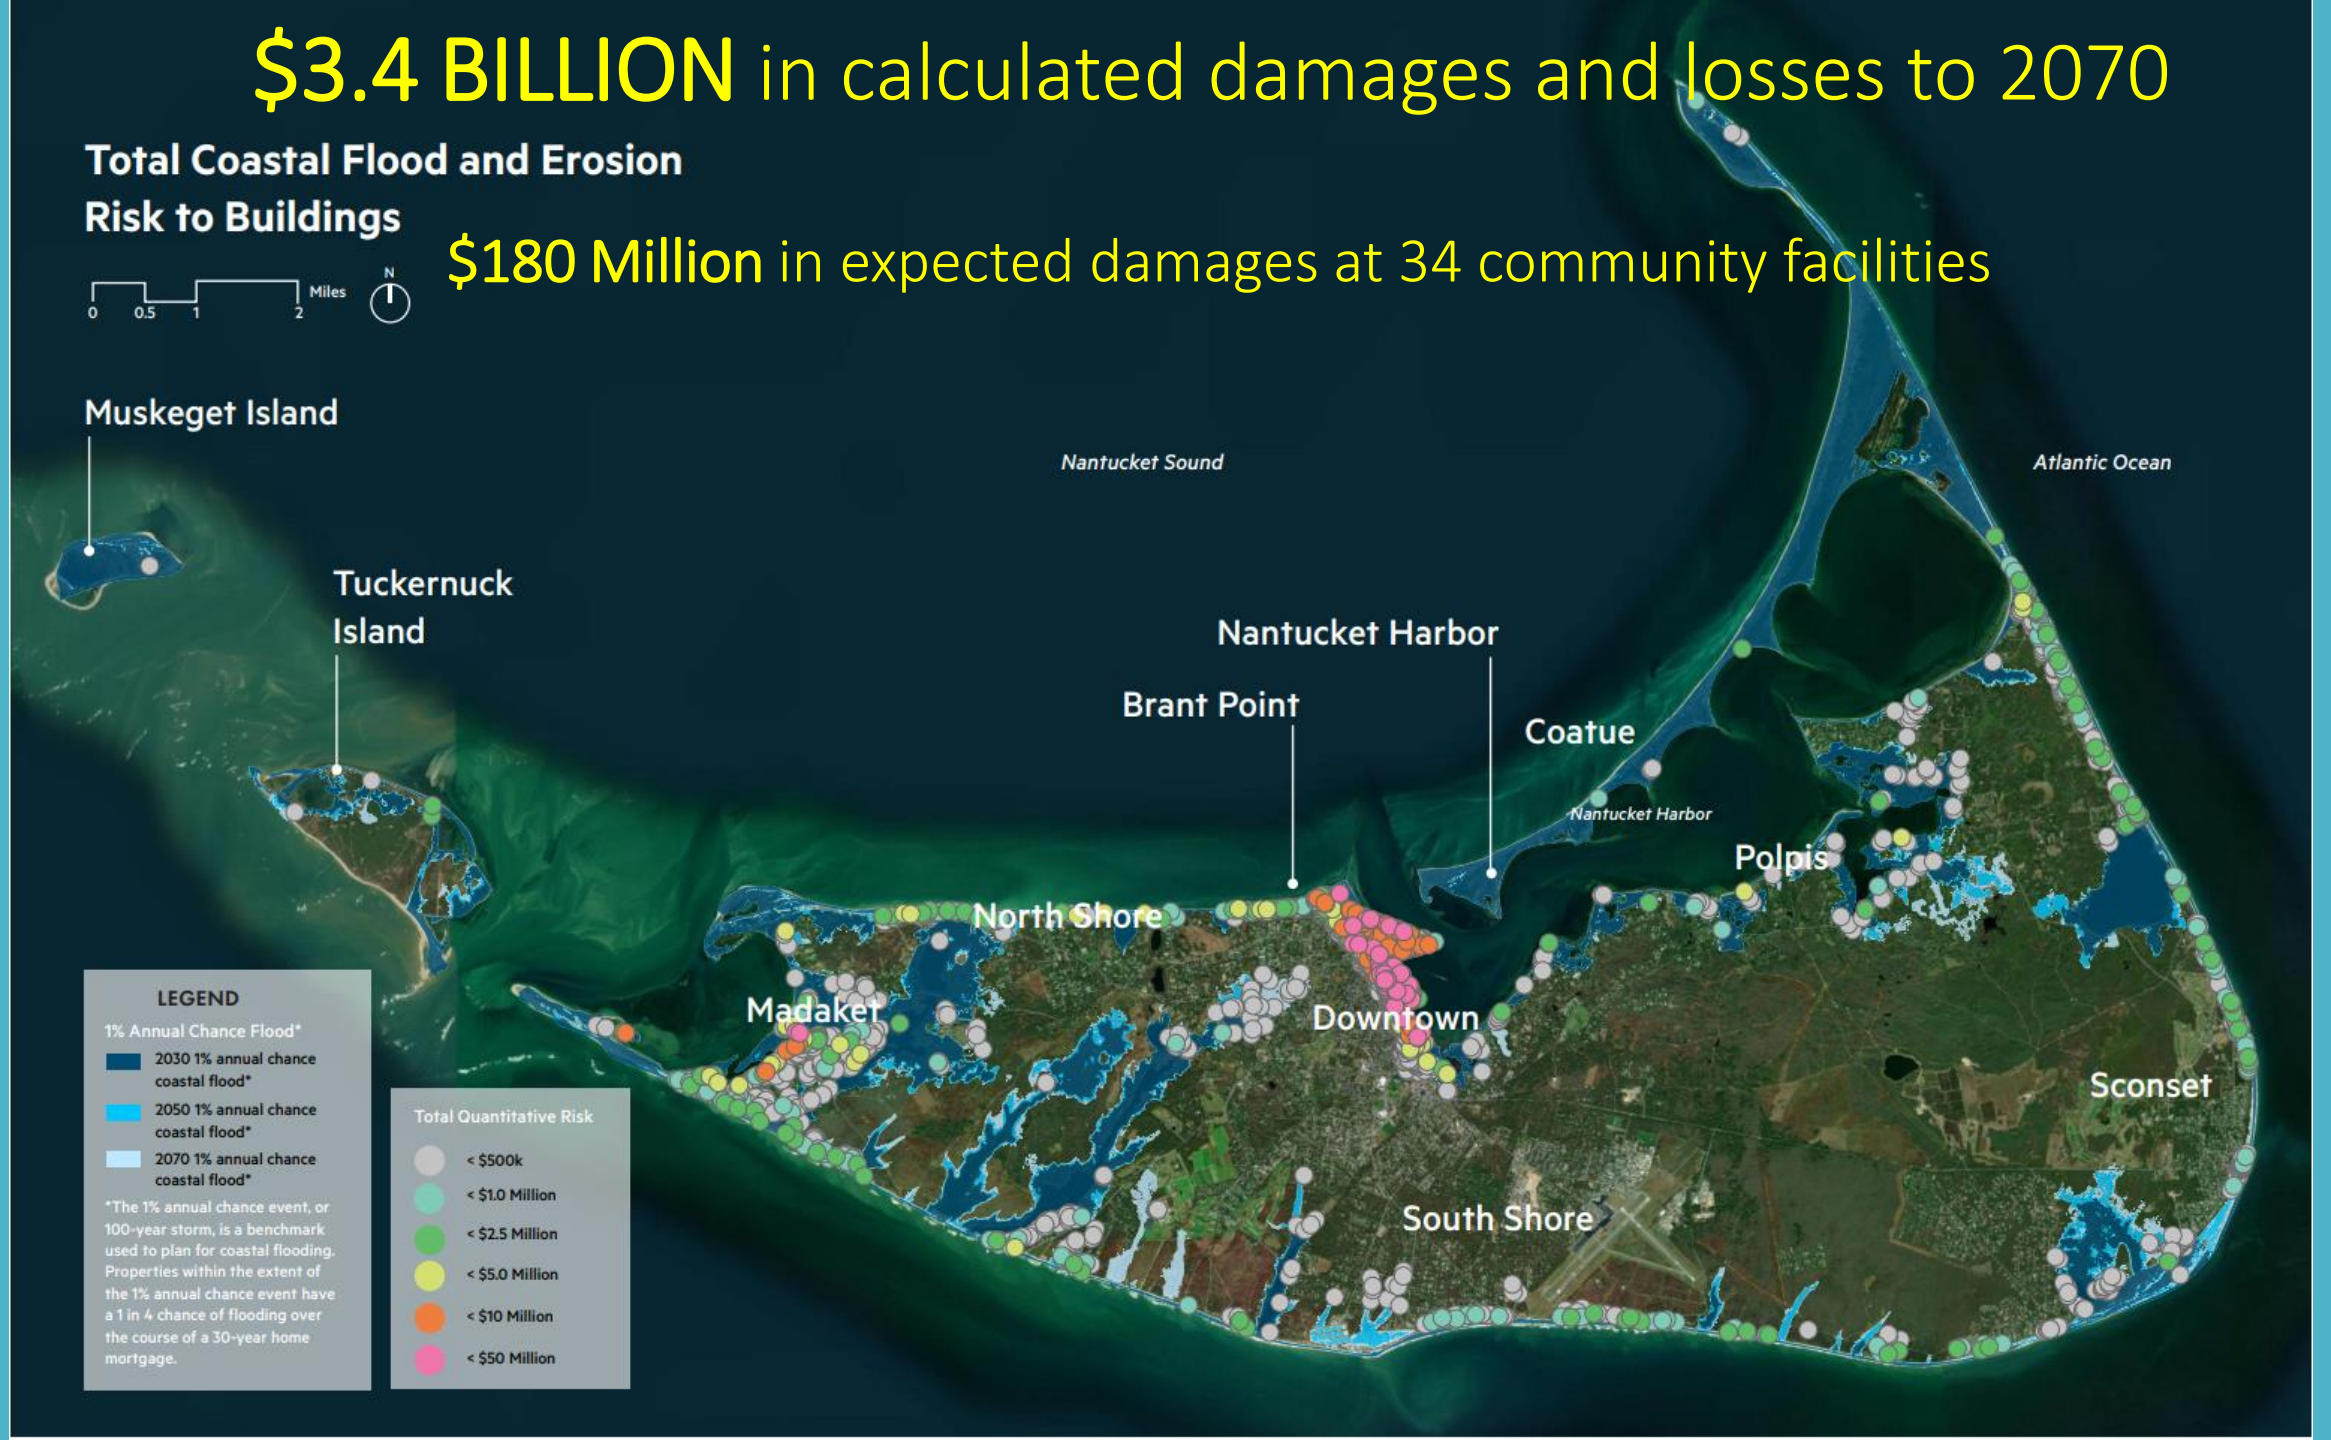 $3.4 BILLION in calculated damages and losses to 2070
Total Coastal Flood and Erosion
Risk to Buildings
$180 Million in expected damages at 34 community facilities
N
Miles
0 0.5 1 2
Muskeget Island
Nantucket Sound
Atlantic Ocean
Tuckernuck
Island
Nantucket Harbor
Brant Point
Coatue
Nantucket Harbor
Polpis
North Shore
Madaket
Downtown
Sconset
South Shore
LEGEND
1% Annual Chance Flood*
2030 1% annual chance
coastal flood*
2050 1% annual chance
coastal flood*
2070 1% annual chance
coastal flood*
*The 1% annual chance event, or
100-year storm, is a benchmark
used to plan for coastal flooding.
Properties within the extent of
the 1% annual chance event have
a 1 in 4 chance of flooding over
the course of a 30-year home
mortgage.
Total Quantitative Risk
< $500k
< $1.0 Million
< $2.5 Million
< $5.0 Million
< $10 Million
< $50 Million